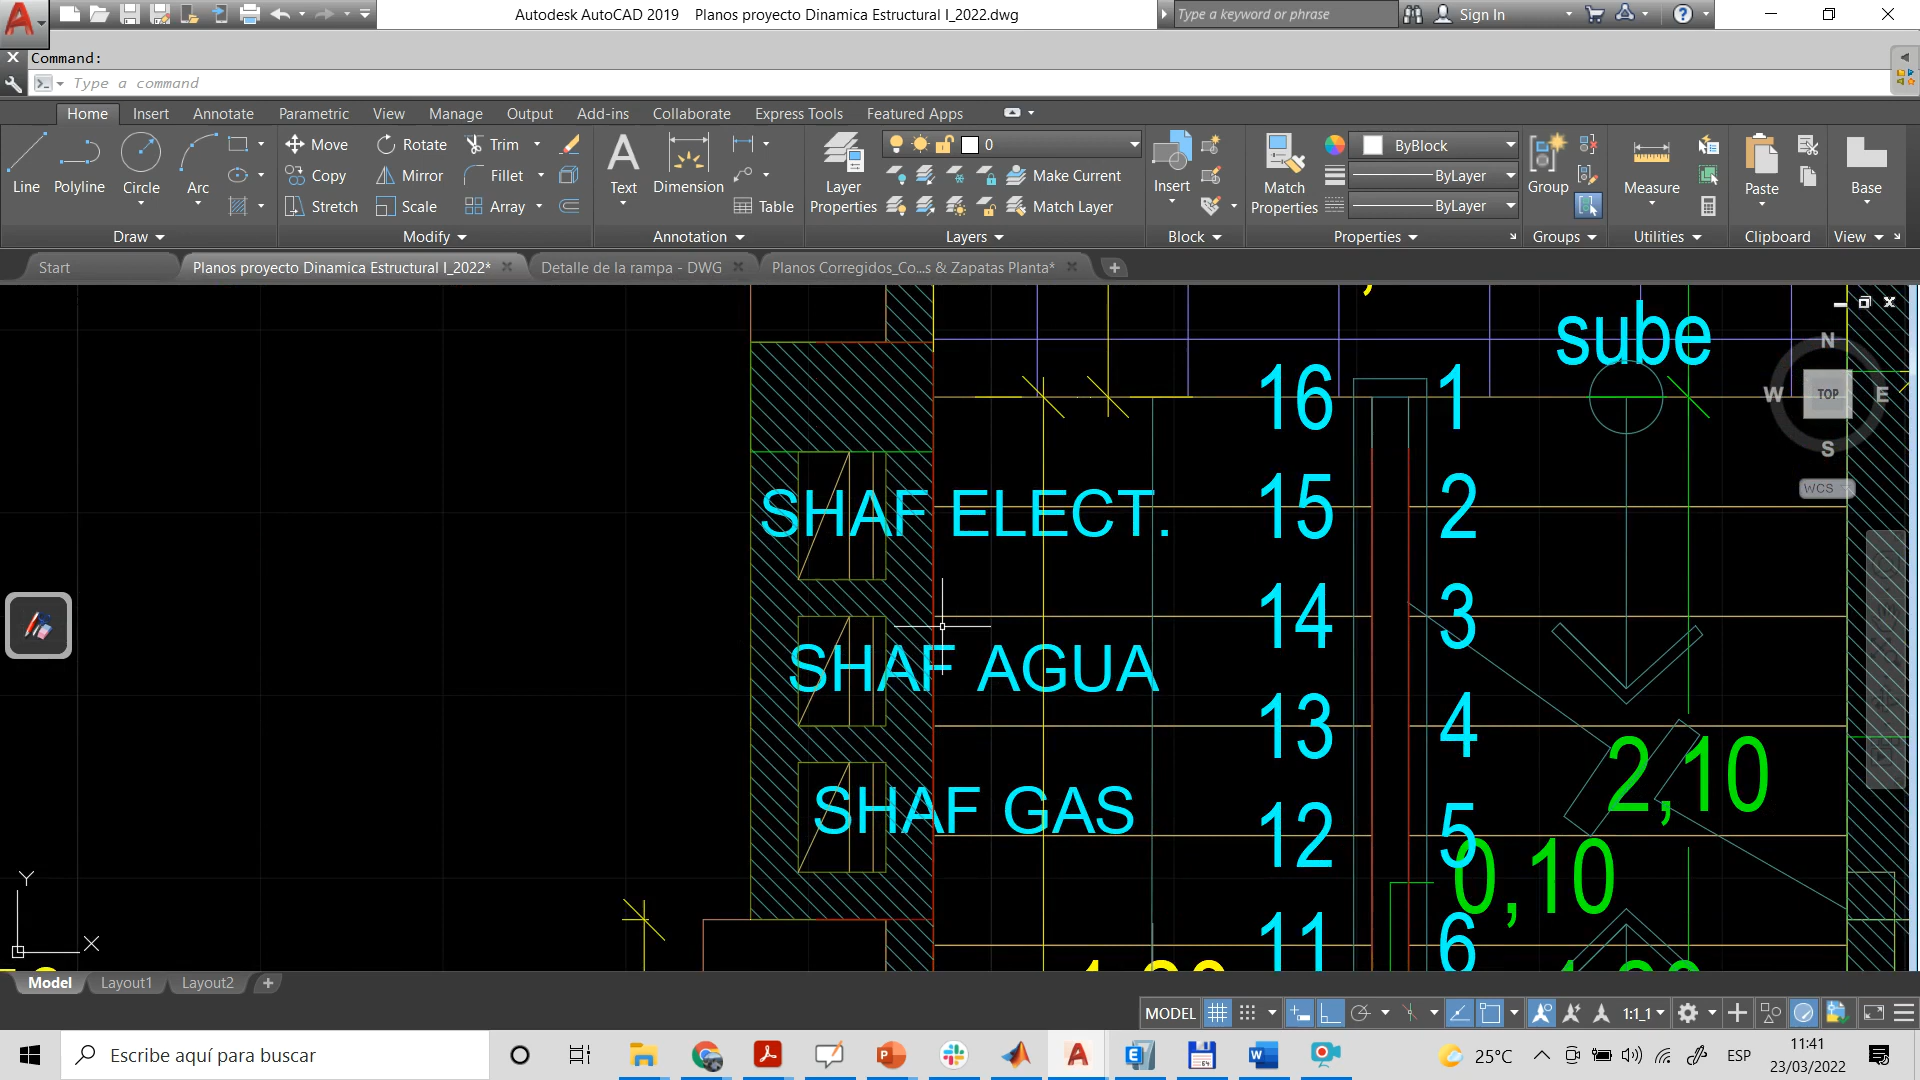 Autodesk AutoCAD 2019 Planos proyecto Dinamica Estructural I_2022.dwg
Type a keyword or phrase
Sign In
Command:
Type a command
Home Insert Annotate Parametric View Manage Output Add-ins Collaborate Express Tools Featured Apps
Line Polyline Circle Arc
Move Rotate Trim
Copy Mirror Fillet
Stretch Scale Array
Text Dimension
Table
Layer Properties
0
Make Current
Match Layer
Insert
Match Properties
ByBlock
ByLayer
ByLayer
Group
Measure
Paste
Base
Draw Modify Annotation Layers Block Properties Groups Utilities Clipboard View
Start
Planos proyecto Dinamica Estructural I_2022*
Detalle de la rampa - DWG
Planos Corregidos_Co...s & Zapatas Planta*
sube
N
W TOP E
S
WCS
16 1
SHAF ELECT. 15 2
14 3
SHAF AGUA
13 4
2,10
SHAF GAS 12 5
0,10
11 6
Y
X
Model Layout1 Layout2
MODEL
1:1_1
Escribe aquí para buscar
25°C
ESP
11:41
23/03/2022